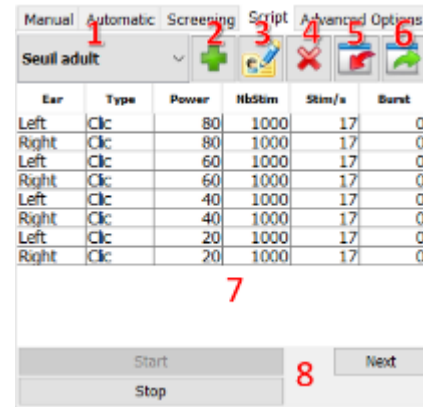 Manual Automatic Screening Script Advanced Options
1 2 3 4 5 6
Seuil adult
Ear Type Power NbStim Stim/s Burst
Left Clic 80 1000 17 0
Right Clic 80 1000 17 0
Left Clic 60 1000 17 0
Right Clic 60 1000 17 0
Left Clic 40 1000 17 0
Right Clic 40 1000 17 0
Left Clic 20 1000 17 0
Right Clic 20 1000 17 0
7
Start 8 Next
Stop